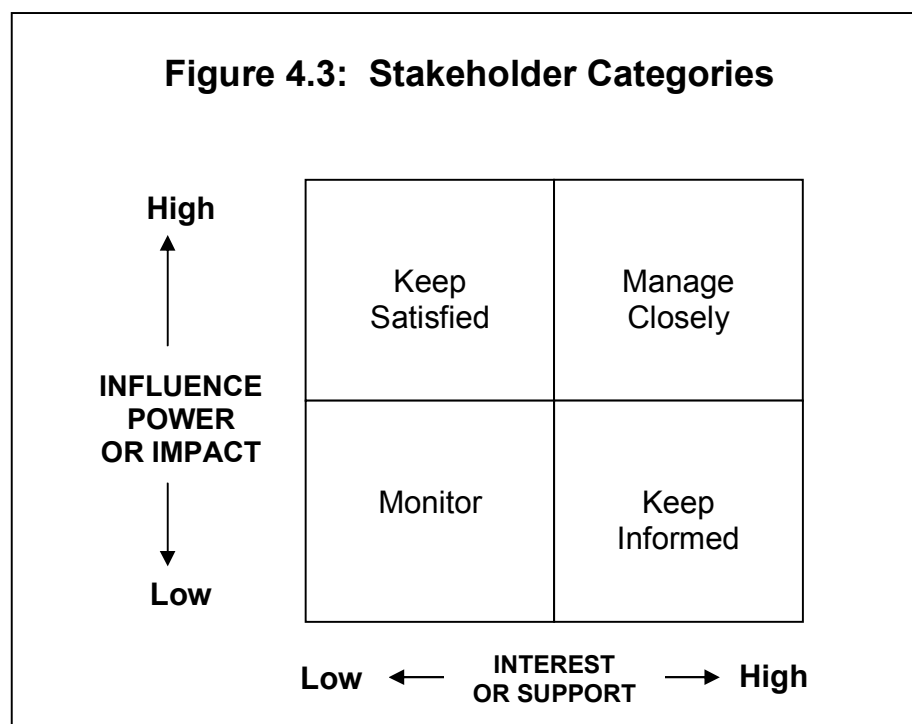 Figure 4.3: Stakeholder Categories
High
Keep
Satisfied
Manage
Closely
INFLUENCE
POWER
OR IMPACT
Monitor
Keep
Informed
Low
Low
INTEREST
OR SUPPORT
High